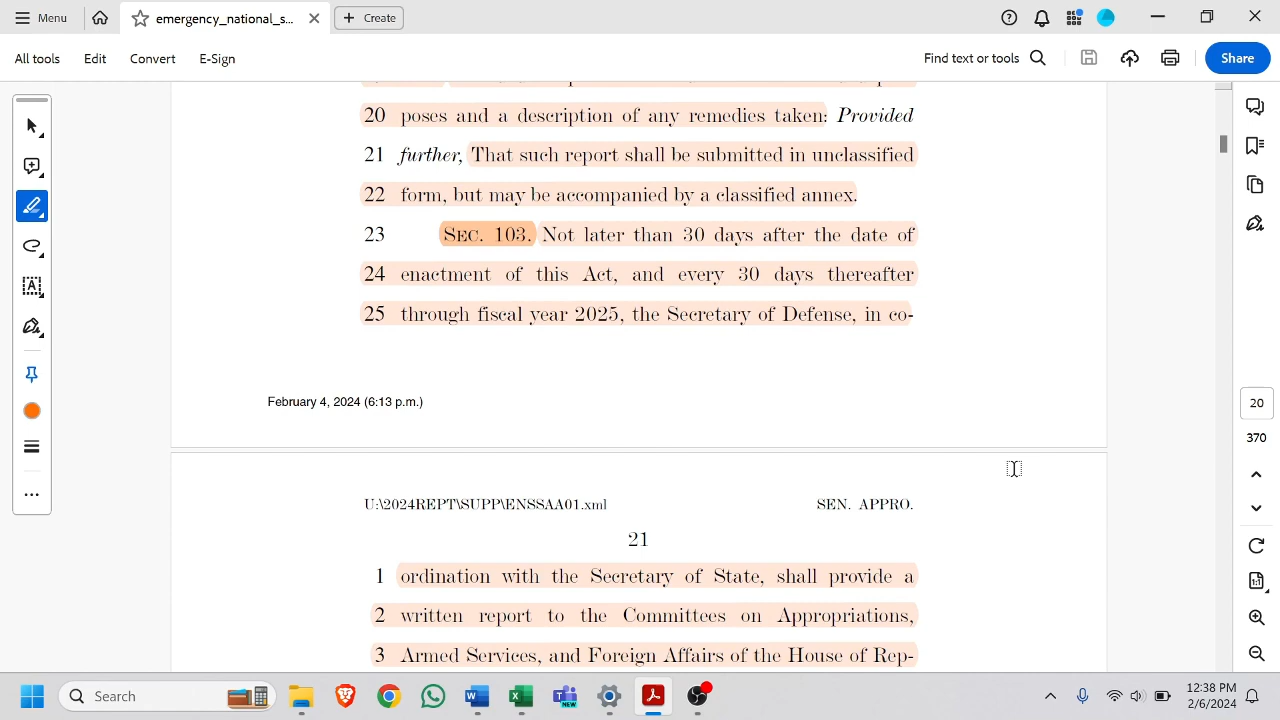 Menu
emergency_national_s...
Create
All tools
Edit
Convert
E-Sign
Find text or tools
Share
20 poses and a description of any remedies taken: Provided
21 further, That such report shall be submitted in unclassified
22 form, but may be accompanied by a classified annex.
23 SEC. 103. Not later than 30 days after the date of
24 enactment of this Act, and every 30 days thereafter
25 through fiscal year 2025, the Secretary of Defense, in co-
February 4, 2024 (6:13 p.m.)
U:\2024REPT\SUPP\ENSSAA01.xml SEN. APPRO.
21
1 ordination with the Secretary of State, shall provide a
2 written report to the Committees on Appropriations,
3 Armed Services, and Foreign Affairs of the House of Rep-
20
370
1:1
Search
NEW
12:38 PM
2/6/2024